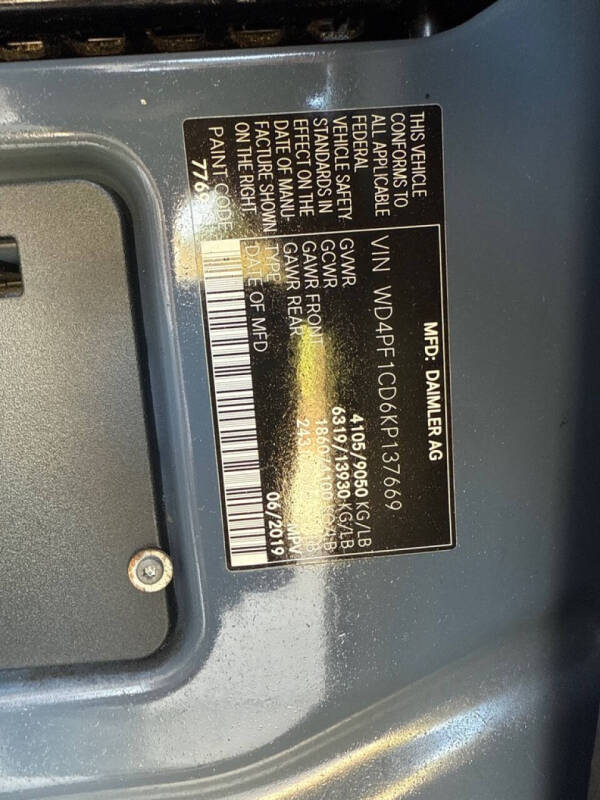 MFD: DAIMLER AG
VIN WD4PF1CD6KP137669
GVWR 4105/9050 KG/LB
GCWR 6319/13930 KG/LB
GAWR FRONT
GAWR REAR
TYPE MPV
DATE OF MFD 06/2019
THIS VEHICLE
CONFORMS TO
ALL APPLICABLE
FEDERAL
VEHICLE SAFETY
STANDARDS IN
EFFECT ON THE
DATE OF MANU-
FACTURE SHOWN
ON THE RIGHT.
PAINT CODE